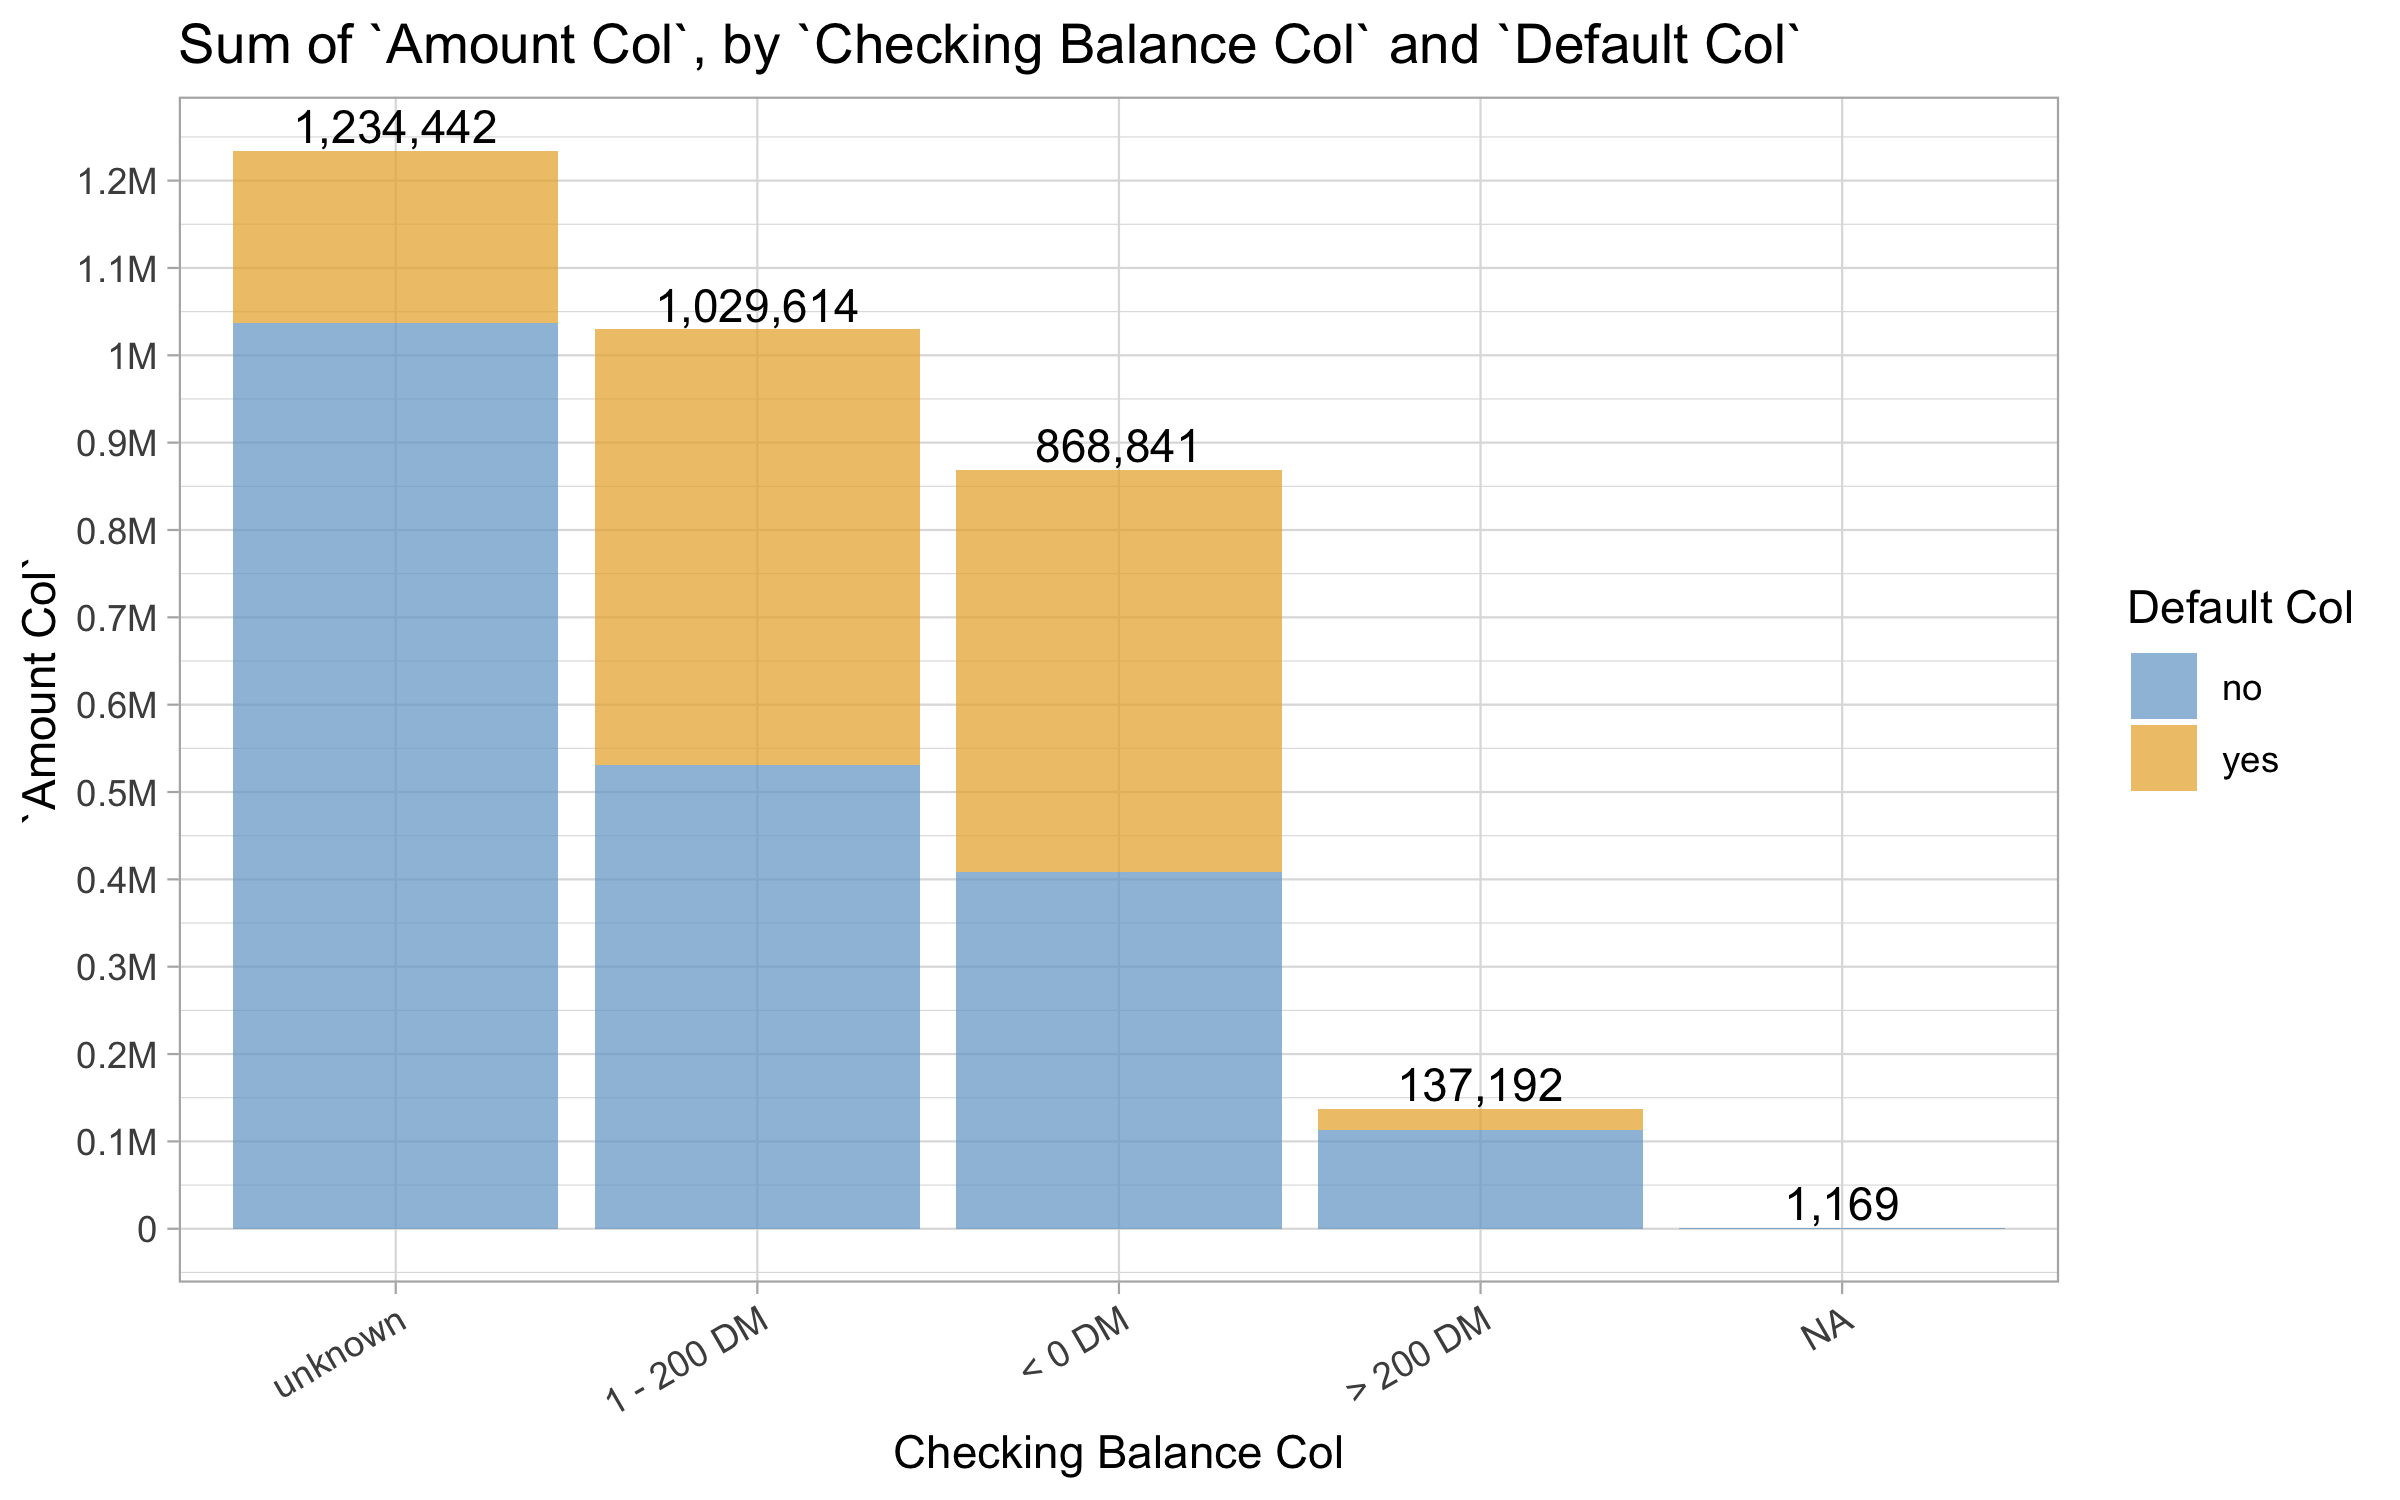 Sum of `Amount Col`, by `Checking Balance Col` and `Default Col`
1,234,442
1,029,614
868,841
137,192
1,169
1.2M
1.1M
1M
0.9M
0.8M
0.7M
0.6M
0.5M
0.4M
0.3M
0.2M
0.1M
0
`Amount Col`
unknown
1 - 200 DM
< 0 DM
> 200 DM
NA
Checking Balance Col
Default Col
no
yes